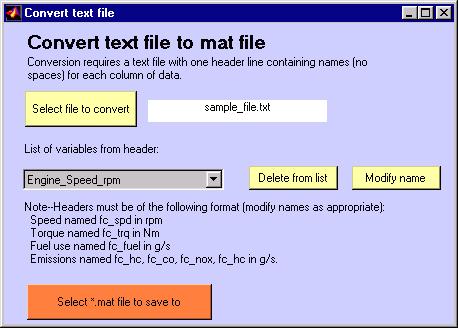 Convert text file
Convert text file to mat file
Conversion requires a text file with one header line containing names (no
spaces) for each column of data.
Select file to convert
sample_file.txt
List of variables from header:
Engine_Speed_rpm
Delete from list
Modify name
Note--Headers must be of the following format (modify names as appropriate):
Speed named fc_spd in rpm
Torque named fc_trq in Nm
Fuel use named fc_fuel in g/s
Emissions named fc_hc, fc_co, fc_nox, fc_hc in g/s.
Select *.mat file to save to